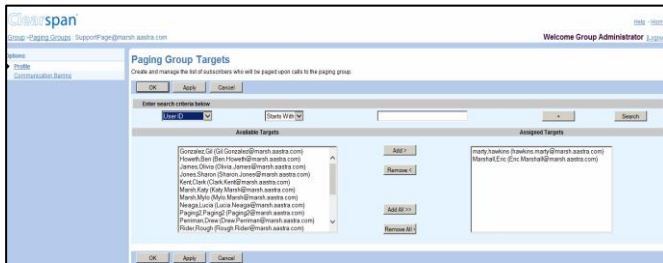 Clearspan
Help - Home
Group >Paging Groups : SupportPage@marsh.aastra.com
Welcome Group Administrator
Options:
Profile
Communication Barring
Paging Group Targets
Create and manage the list of subscribers who will be paged upon calls to the paging group.
OK Apply Cancel
Enter search criteria below
User ID Starts With + Search
Available Targets Assigned Targets
Gonzalez,Gil (Gil.Gonzalez@marsh.aastra.com)
Howeth,Ben (Ben.Howeth@marsh.aastra.com)
James,Olivia (Olivia.James@marsh.aastra.com)
Jones,Sharon (Sharon.Jones@marsh.aastra.com)
Kent,Clark (Clark.Kent@marsh.aastra.com)
Marsh,Katy (Katy.Marsh@marsh.aastra.com)
Marsh,Mylo (Mylo.Marsh@marsh.aastra.com)
Neaga,Lucia (Lucia.Neaga@marsh.aastra.com)
Paging2,Paging2 (Paging2@marsh.aastra.com)
Perriman,Drew (Drew.Perriman@marsh.aastra.com)
Rider,Rough (Rough.Rider@marsh.aastra.com)
Add >
Remove <
Add All >>
Remove All
marty,hawkins (hawkins.marty@marsh.aastra.com)
Marshall,Eric (Eric.Marshall@marsh.aastra.com)
OK Apply Cancel